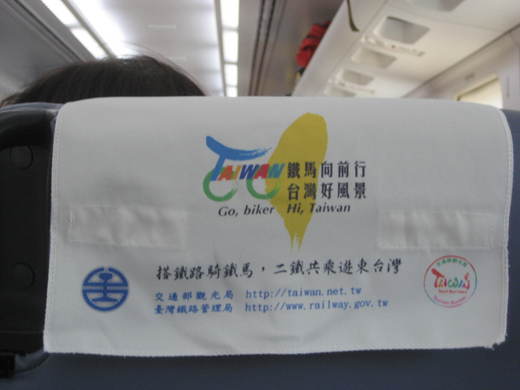 TAIWAN 鐵馬向前行
台灣好風景
Go, biker Hi, Taiwan
搭鐵路騎鐵馬，二鐵共乘遊東台灣
交通部觀光局 http://taiwan.net.tw
臺灣鐵路管理局 http://www.railway.gov.tw
Taiwan